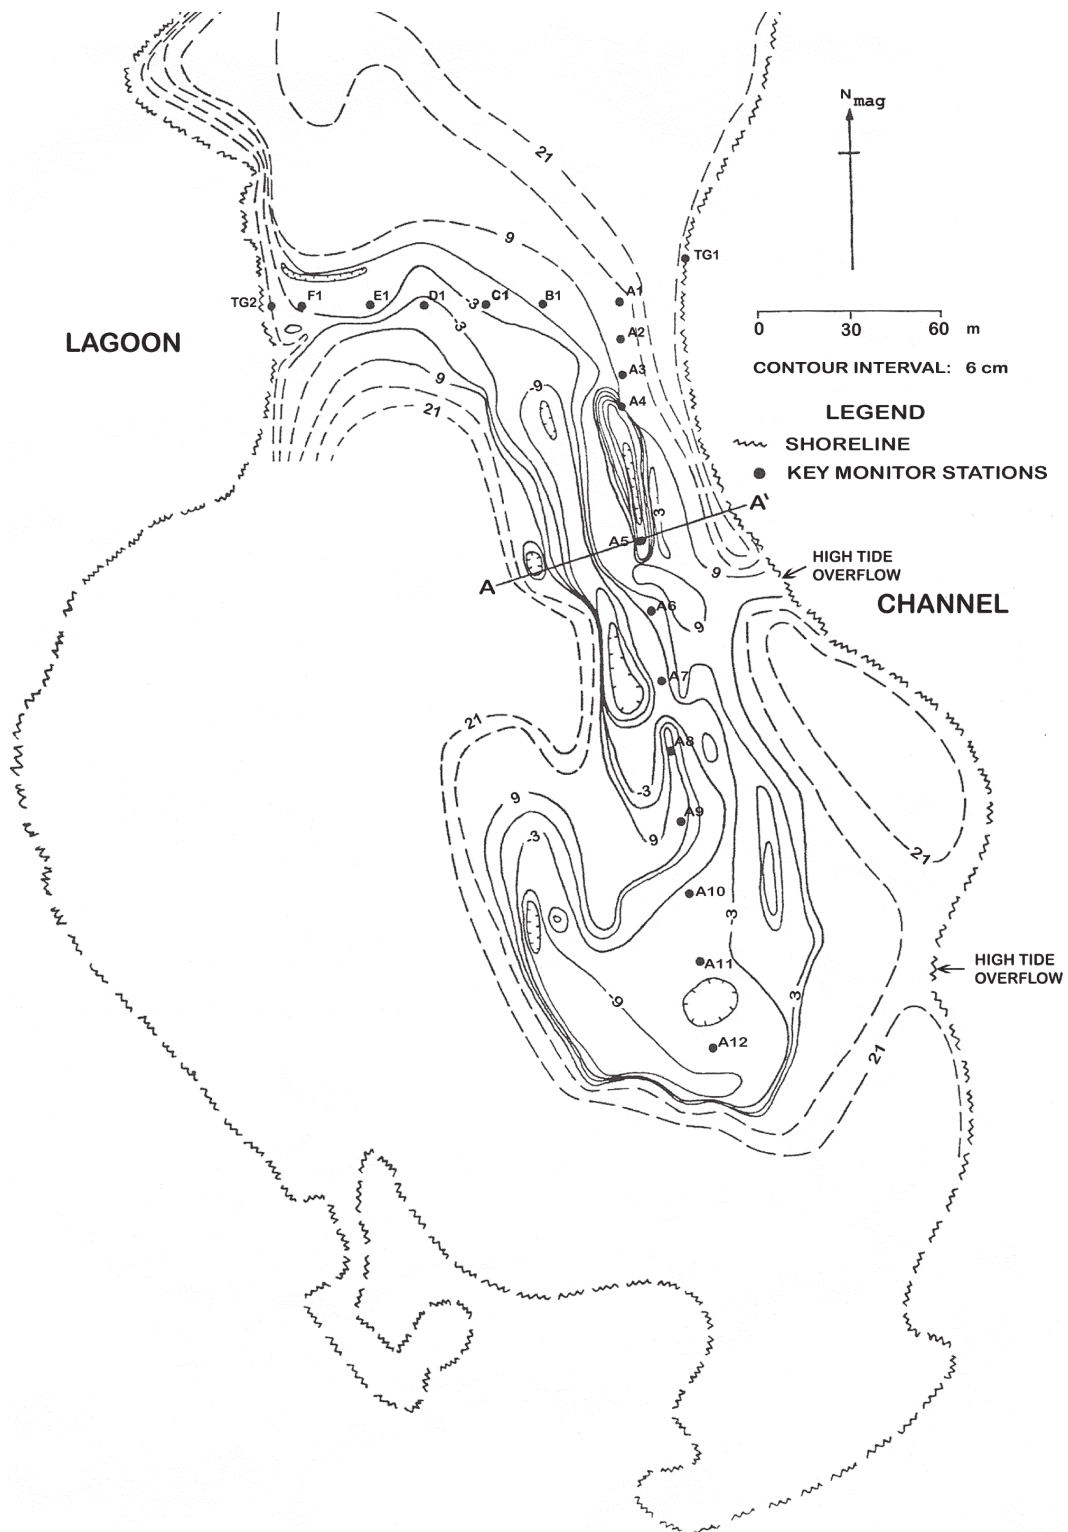 N mag
21
9
TG1
A1
TG2
F1
E1
D1
-3
C1
B1
3
A2
LAGOON
0 30 60 m
A3
CONTOUR INTERVAL: 6 cm
9
-9
21
A4
LEGEND
SHORELINE
KEY MONITOR STATIONS
3
A'
A5
HIGH TIDE
OVERFLOW
9
A
CHANNEL
A6
9
A7
21
A8
-3
9
A9
9
-3
21
A10
-3
A11
HIGH TIDE
OVERFLOW
-9
3
A12
21